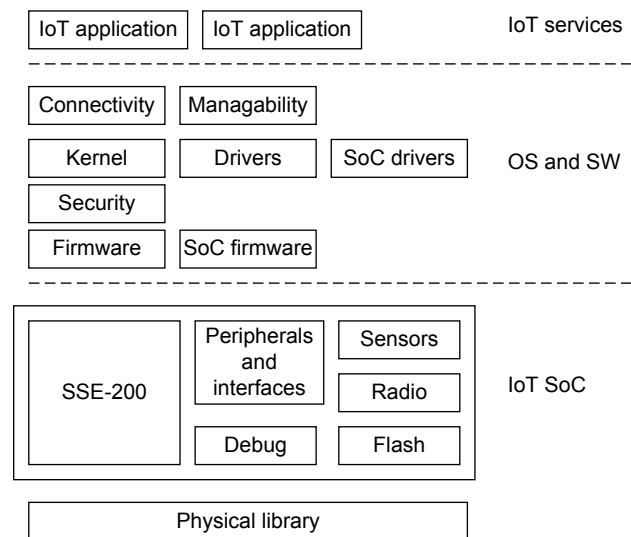 IoT application IoT application IoT services
Connectivity Managability
Kernel Drivers SoC drivers OS and SW
Security
Firmware SoC firmware
Peripherals
and
interfaces
Sensors
SSE-200
Radio
IoT SoC
Debug
Flash
Physical library